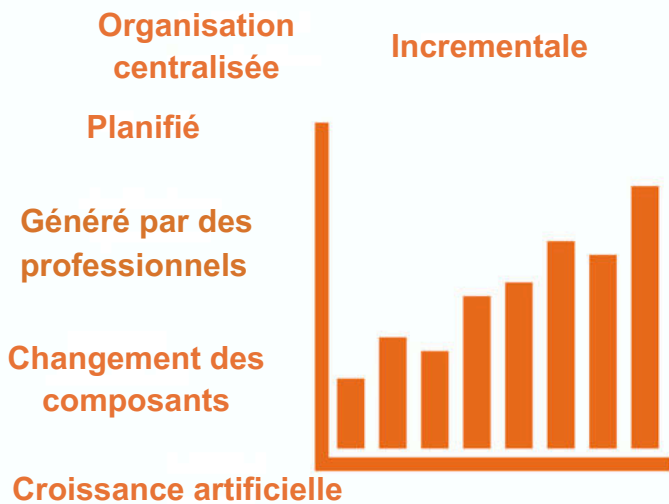 Organisation
centralisée
Incrementale
Planifié
Généré par des
professionnels
Changement des
composants
Croissance artificielle